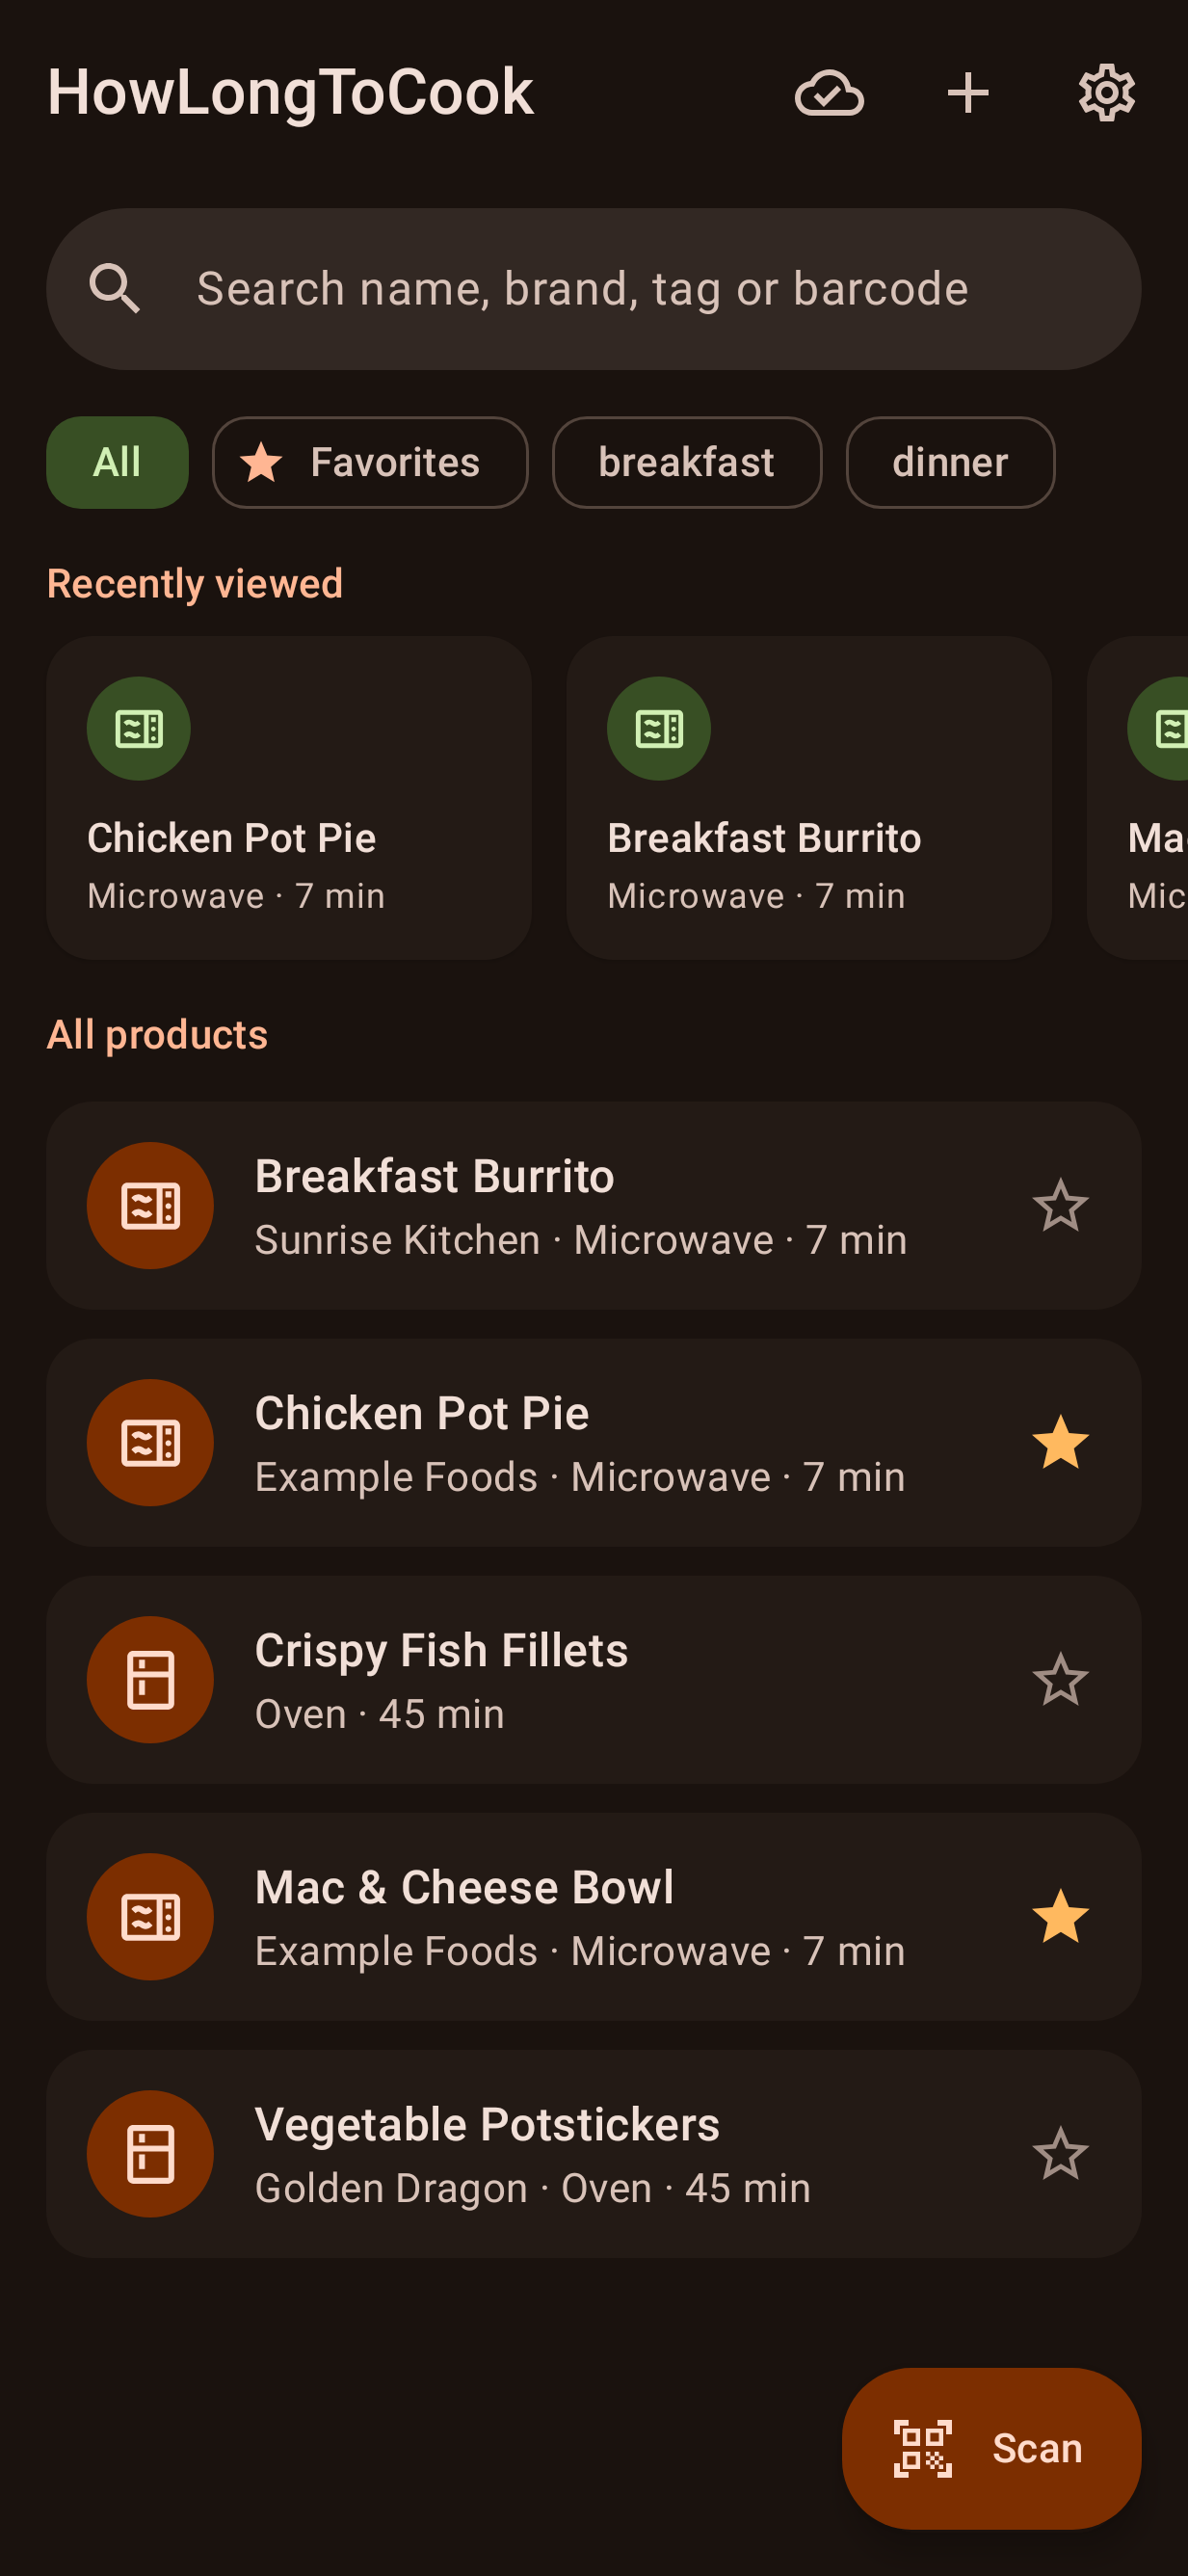 HowLongToCook
Search name, brand, tag or barcode
All
Favorites
breakfast
dinner
Recently viewed
Chicken Pot Pie
Microwave · 7 min
Breakfast Burrito
Microwave · 7 min
All products
Breakfast Burrito
Sunrise Kitchen · Microwave · 7 min
Chicken Pot Pie
Example Foods · Microwave · 7 min
Crispy Fish Fillets
Oven · 45 min
Mac & Cheese Bowl
Example Foods · Microwave · 7 min
Vegetable Potstickers
Golden Dragon · Oven · 45 min
Scan